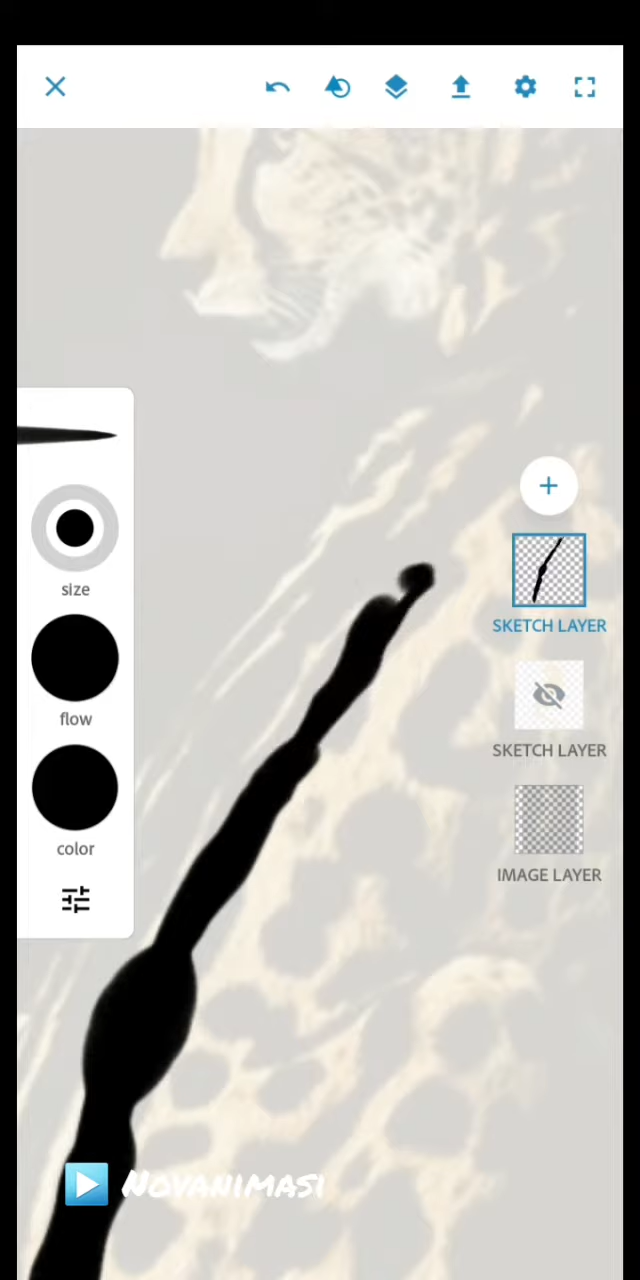 size
flow
color
SKETCH LAYER
SKETCH LAYER
IMAGE LAYER
NOVANIMASI